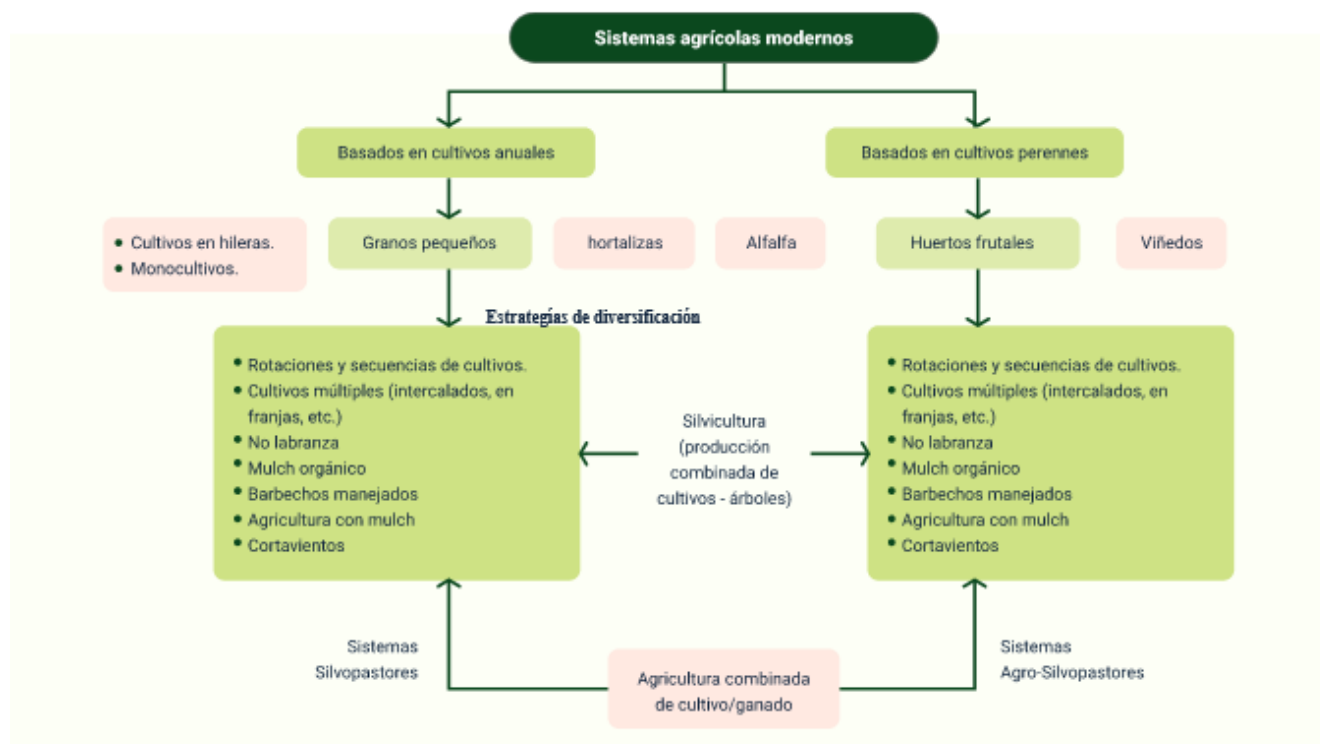 Sistemas agrícolas modernos
Basados en cultivos anuales
Basados en cultivos perennes
• Cultivos en hileras.
• Monocultivos.
Granos pequeños
hortalizas
Alfalfa
Huertos frutales
Viñedos
Estrategías de diversificación
• Rotaciones y secuencias de cultivos.
• Cultivos múltiples (intercalados, en
franjas, etc.)
• No labranza
• Mulch orgánico
• Barbechos manejados
• Agricultura con mulch
• Cortavientos
Silvicultura
(producción
combinada de
cultivos - árboles)
• Rotaciones y secuencias de cultivos.
• Cultivos múltiples (intercalados, en
franjas, etc.)
• No labranza
• Mulch orgánico
• Barbechos manejados
• Agricultura con mulch
• Cortavientos
Sistemas
Silvopastores
Agricultura combinada
de cultivo/ganado
Sistemas
Agro-Silvopastores